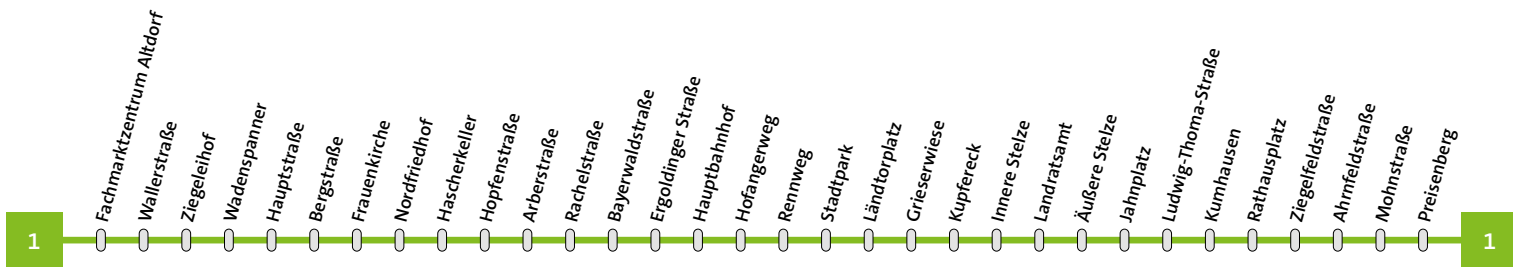 1
Fachmarktzentrum Altdorf
Wallerstraße
Ziegeleihof
Wadenspanner
Hauptstraße
Bergstraße
Frauenkirche
Nordfriedhof
Hascherkeller
Hopfenstraße
Arberstraße
Rachelstraße
Bayerwaldstraße
Ergoldinger Straße
Hauptbahnhof
Hofangerweg
Rennweg
Stadtpark
Ländtorplatz
Grieserwiese
Kupfereck
Innere Stelze
Landratsamt
Äußere Stelze
Jahnplatz
Ludwig-Thoma-Straße
Kumhausen
Rathausplatz
Ziegelfeldstraße
Ahrnfeldstraße
Mohnstraße
Preisenberg
1